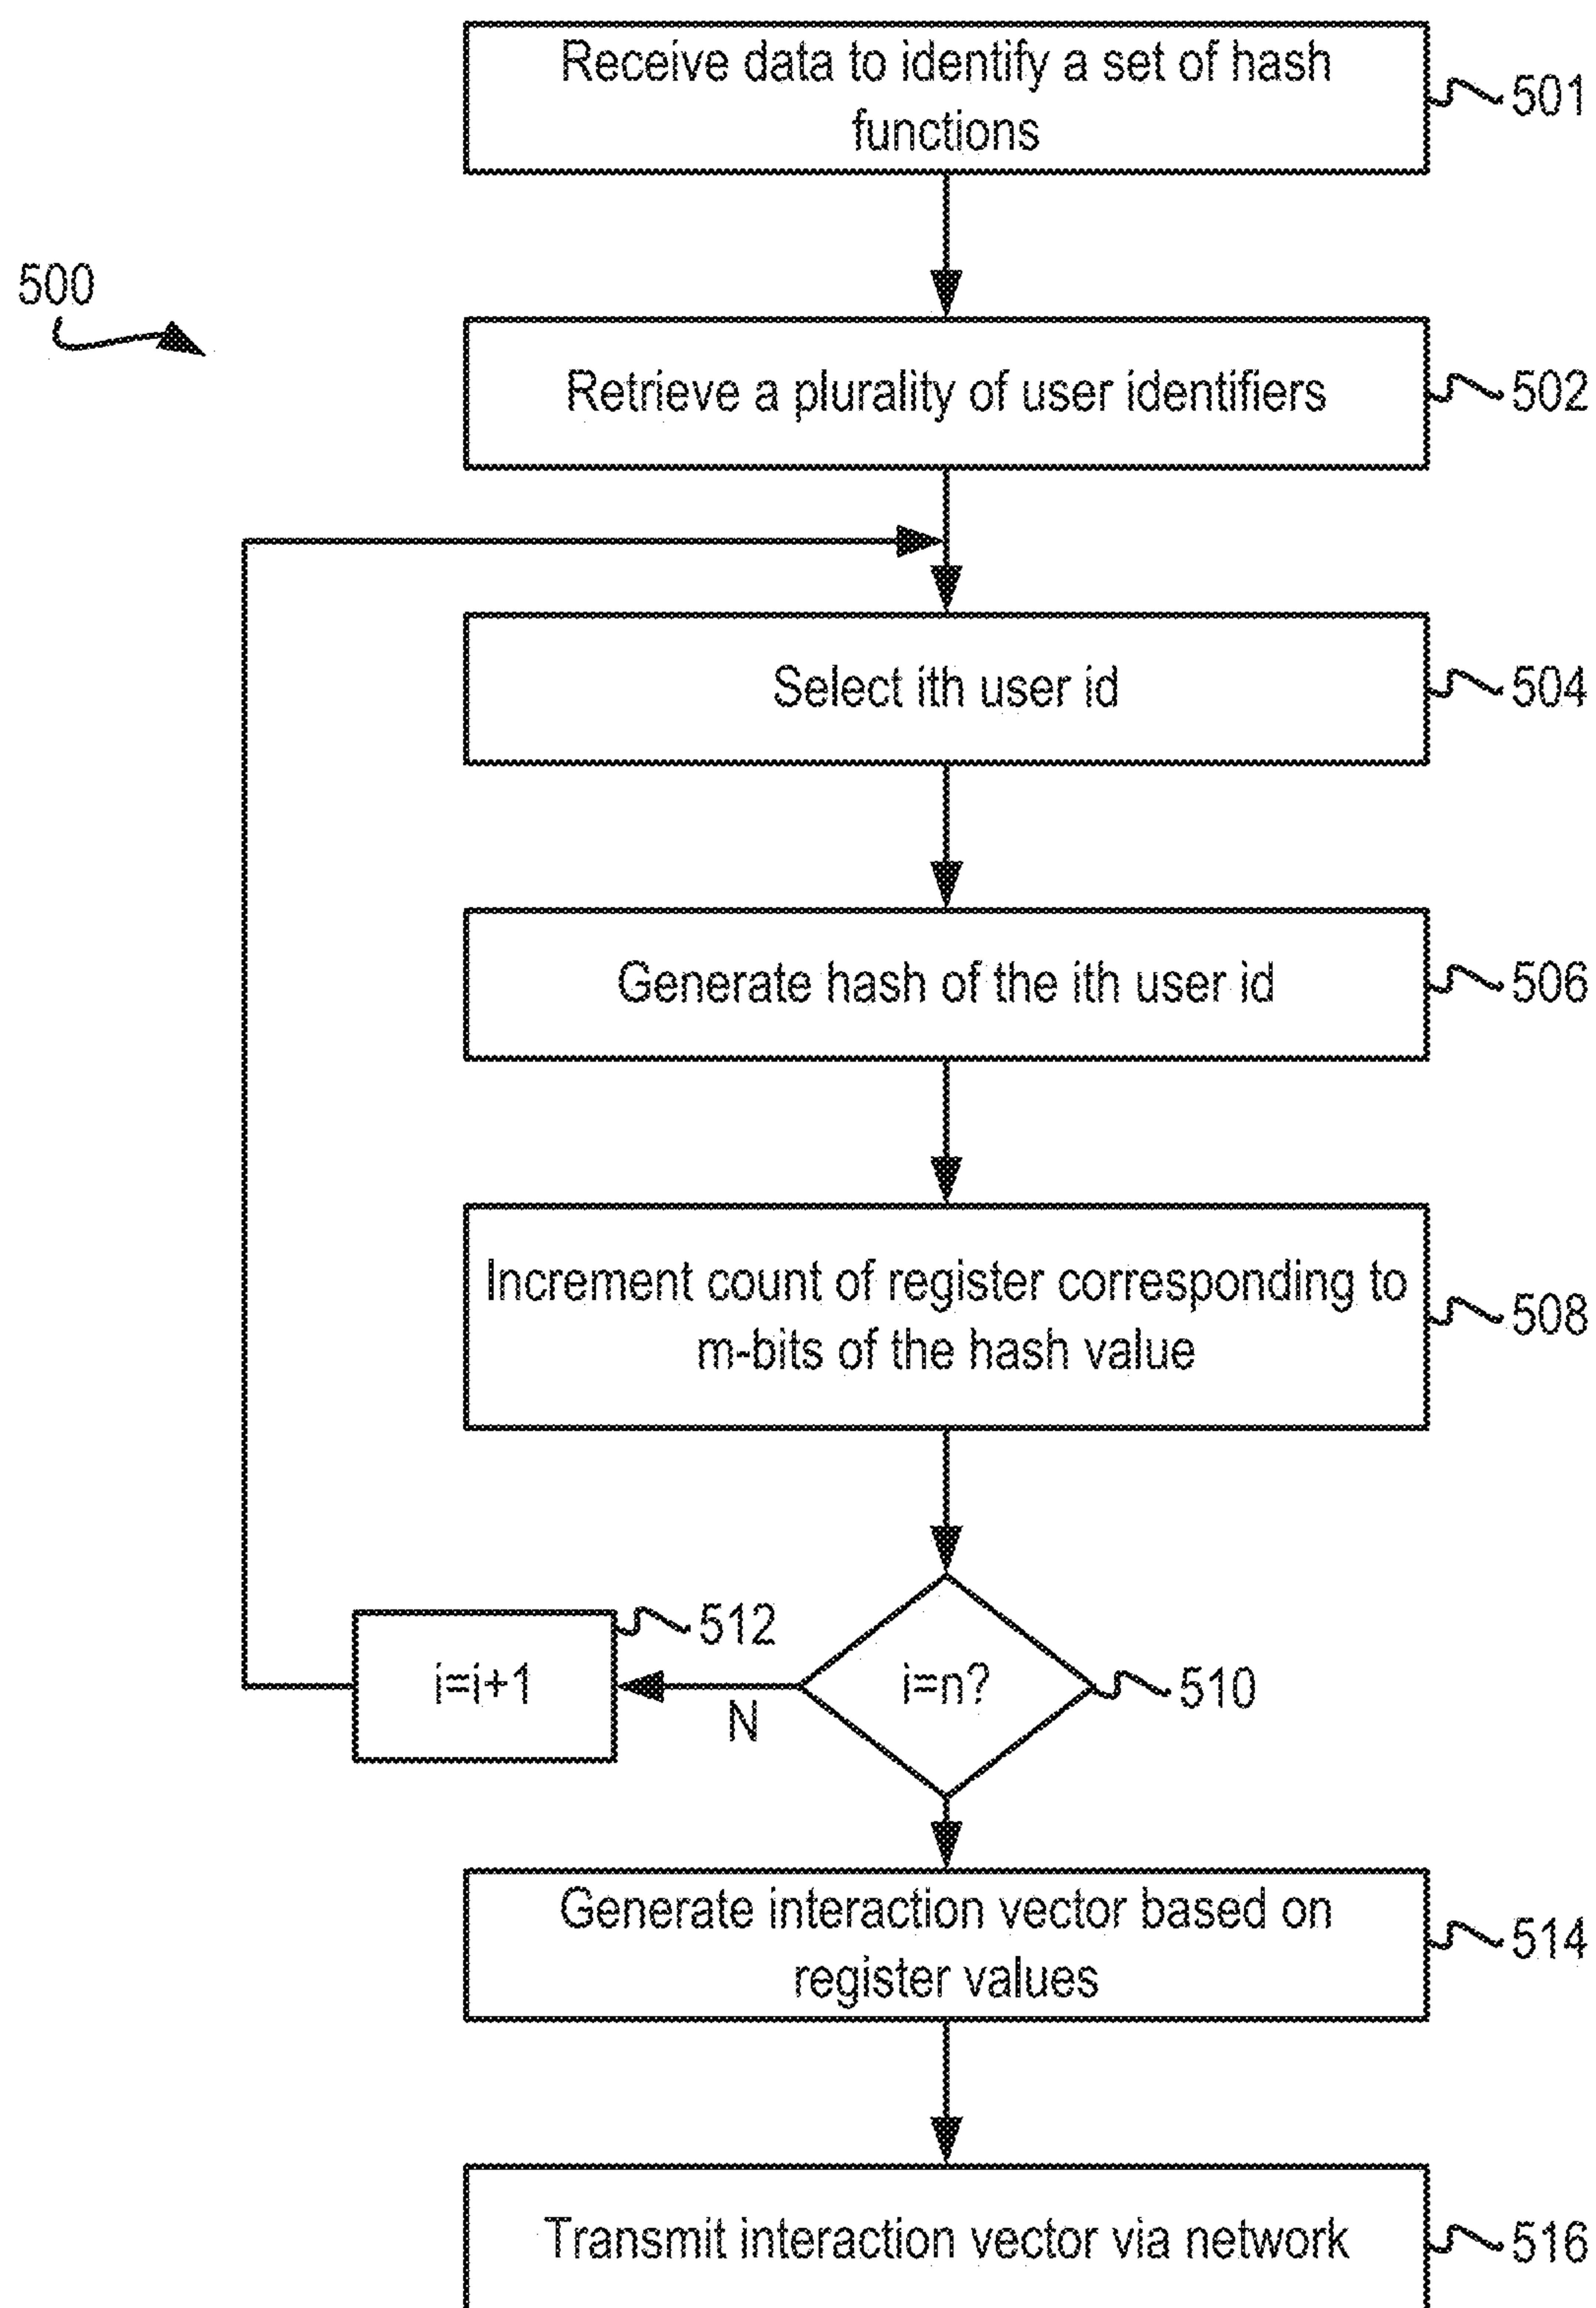 Receive data to identify a set of hash
functions
501
500
Retrieve a plurality of user identifiers
502
Select ith user id
504
Generate hash of the ith user id
506
Increment count of register corresponding to
m-bits of the hash value
508
512
i=i+1
N
i=n?
510
Generate interaction vector based on
register values
514
Transmit interaction vector via network
516